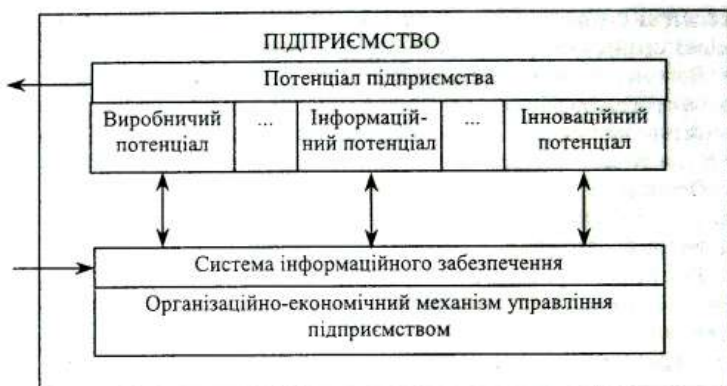 ПІДПРИЄМСТВО
Потенціал підприємства
Виробничий
потенціал
...
Інформацій-
ний потенціал
...
Інноваційний
потенціал
Система інформаційного забезпечення
Організаційно-економічний механізм управління
підприємством